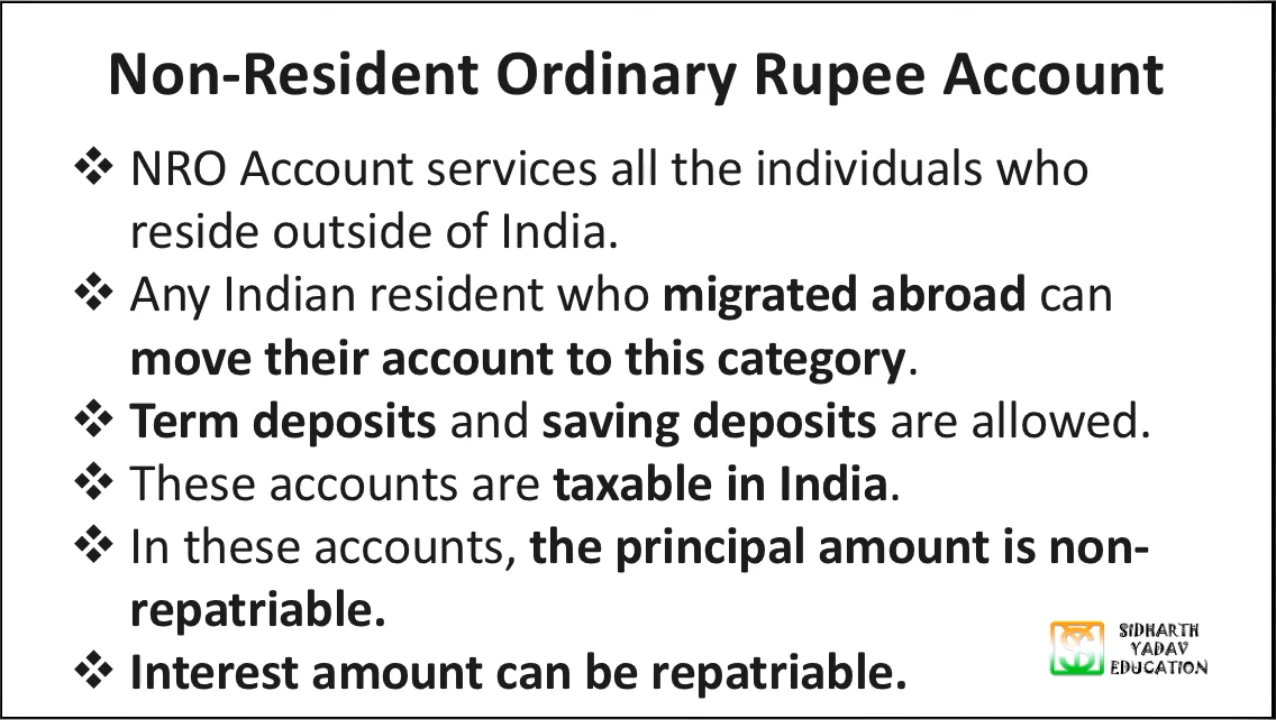 Non-Resident Ordinary Rupee Account
❖ NRO Account services all the individuals who
reside outside of India.
❖ Any Indian resident who migrated abroad can
move their account to this category.
❖ Term deposits and saving deposits are allowed.
❖ These accounts are taxable in India.
❖ In these accounts, the principal amount is non-
repatriable.
❖ Interest amount can be repatriable.
SIDHARTH
YADAV
EDUCATION